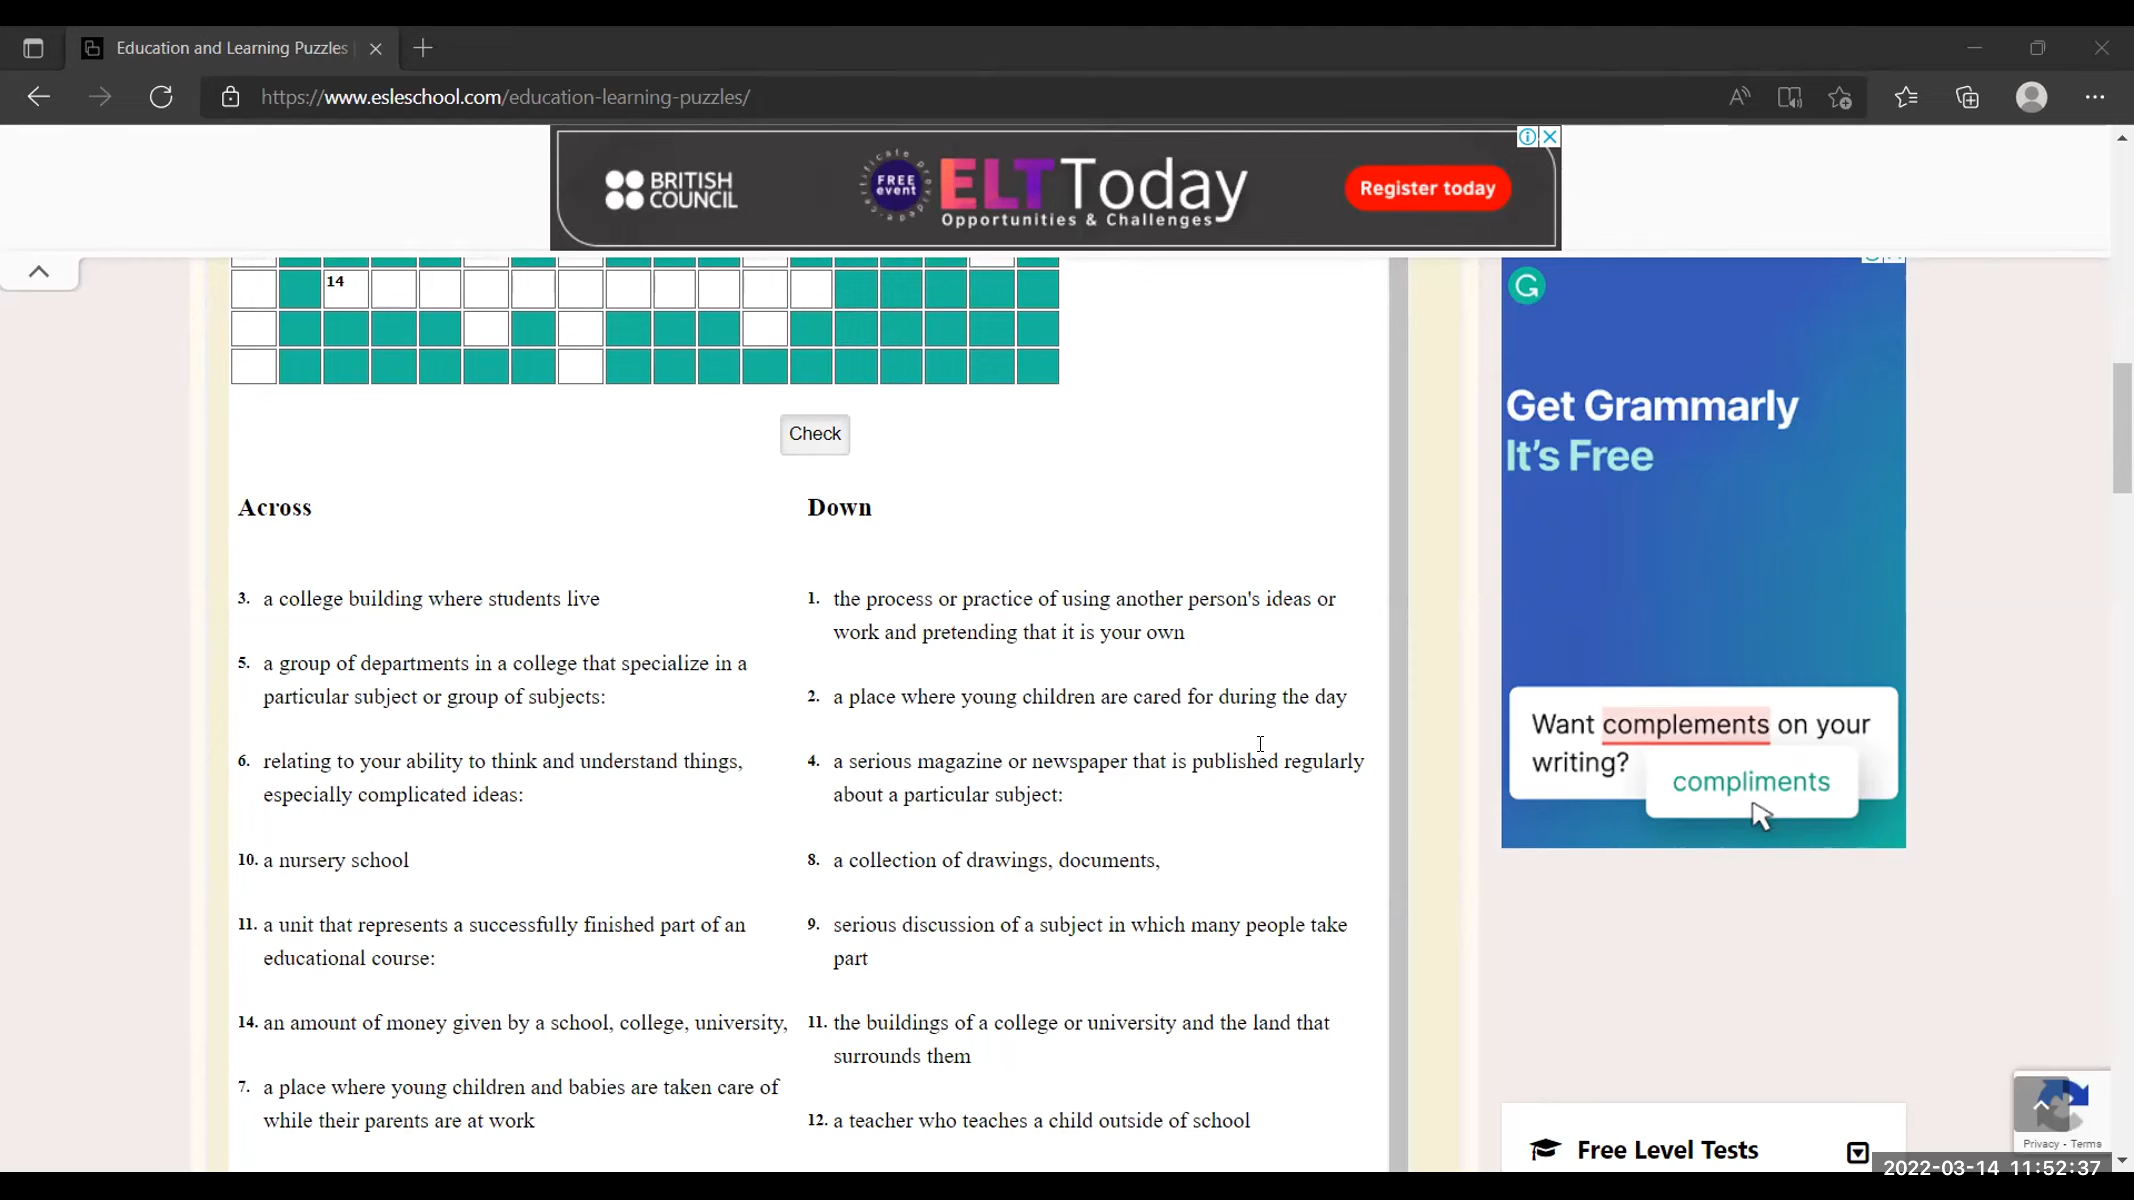 Education and Learning Puzzles
https://www.esleschool.com/education-learning-puzzles/
BRITISH
COUNCIL
FREE
event
ELT Today
Opportunities & Challenges
Register today
14
Check
Across
Down
3. a college building where students live
5. a group of departments in a college that specialize in a
particular subject or group of subjects:
6. relating to your ability to think and understand things,
especially complicated ideas:
10. a nursery school
11. a unit that represents a successfully finished part of an
educational course:
14. an amount of money given by a school, college, university,
7. a place where young children and babies are taken care of
while their parents are at work
1. the process or practice of using another person's ideas or
work and pretending that it is your own
2. a place where young children are cared for during the day
4. a serious magazine or newspaper that is published regularly
about a particular subject:
8. a collection of drawings, documents,
9. serious discussion of a subject in which many people take
part
11. the buildings of a college or university and the land that
surrounds them
12. a teacher who teaches a child outside of school
Get Grammarly
It's Free
Want complements on your
writing?
compliments
Free Level Tests
Privacy - Terms
2022-03-14 11:52:37